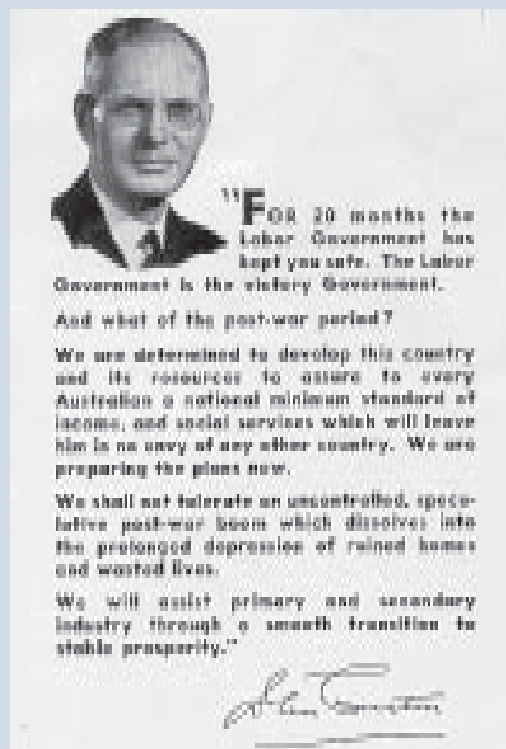 "FOR 20 months the
Labor Government has
kept you safe. The Labor
Government is the victory Government.
And what of the post-war period?
We are determined to develop this country
and its resources to assure to every
Australian a national minimum standard of
income, and social services which will leave
him in no envy of any other country. We are
preparing the plans now.
We shall not tolerate an uncontrolled, specu-
lative post-war boom which dissolves into
the prolonged depression of ruined homes
and wasted lives.
We will assist primary and secondary
industry through a smooth transition to
stable prosperity."
John Curtin